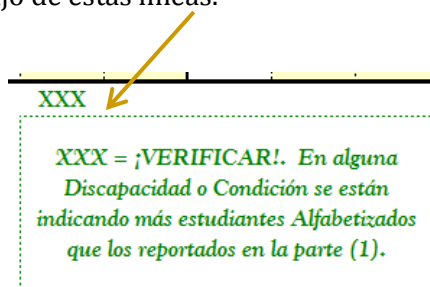 jo de estas líneas.
XXX
XXX = ¡VERIFICAR!. En alguna
Discapacidad o Condición se están
indicando más estudiantes Alfabetizados
que los reportados en la parte (1).